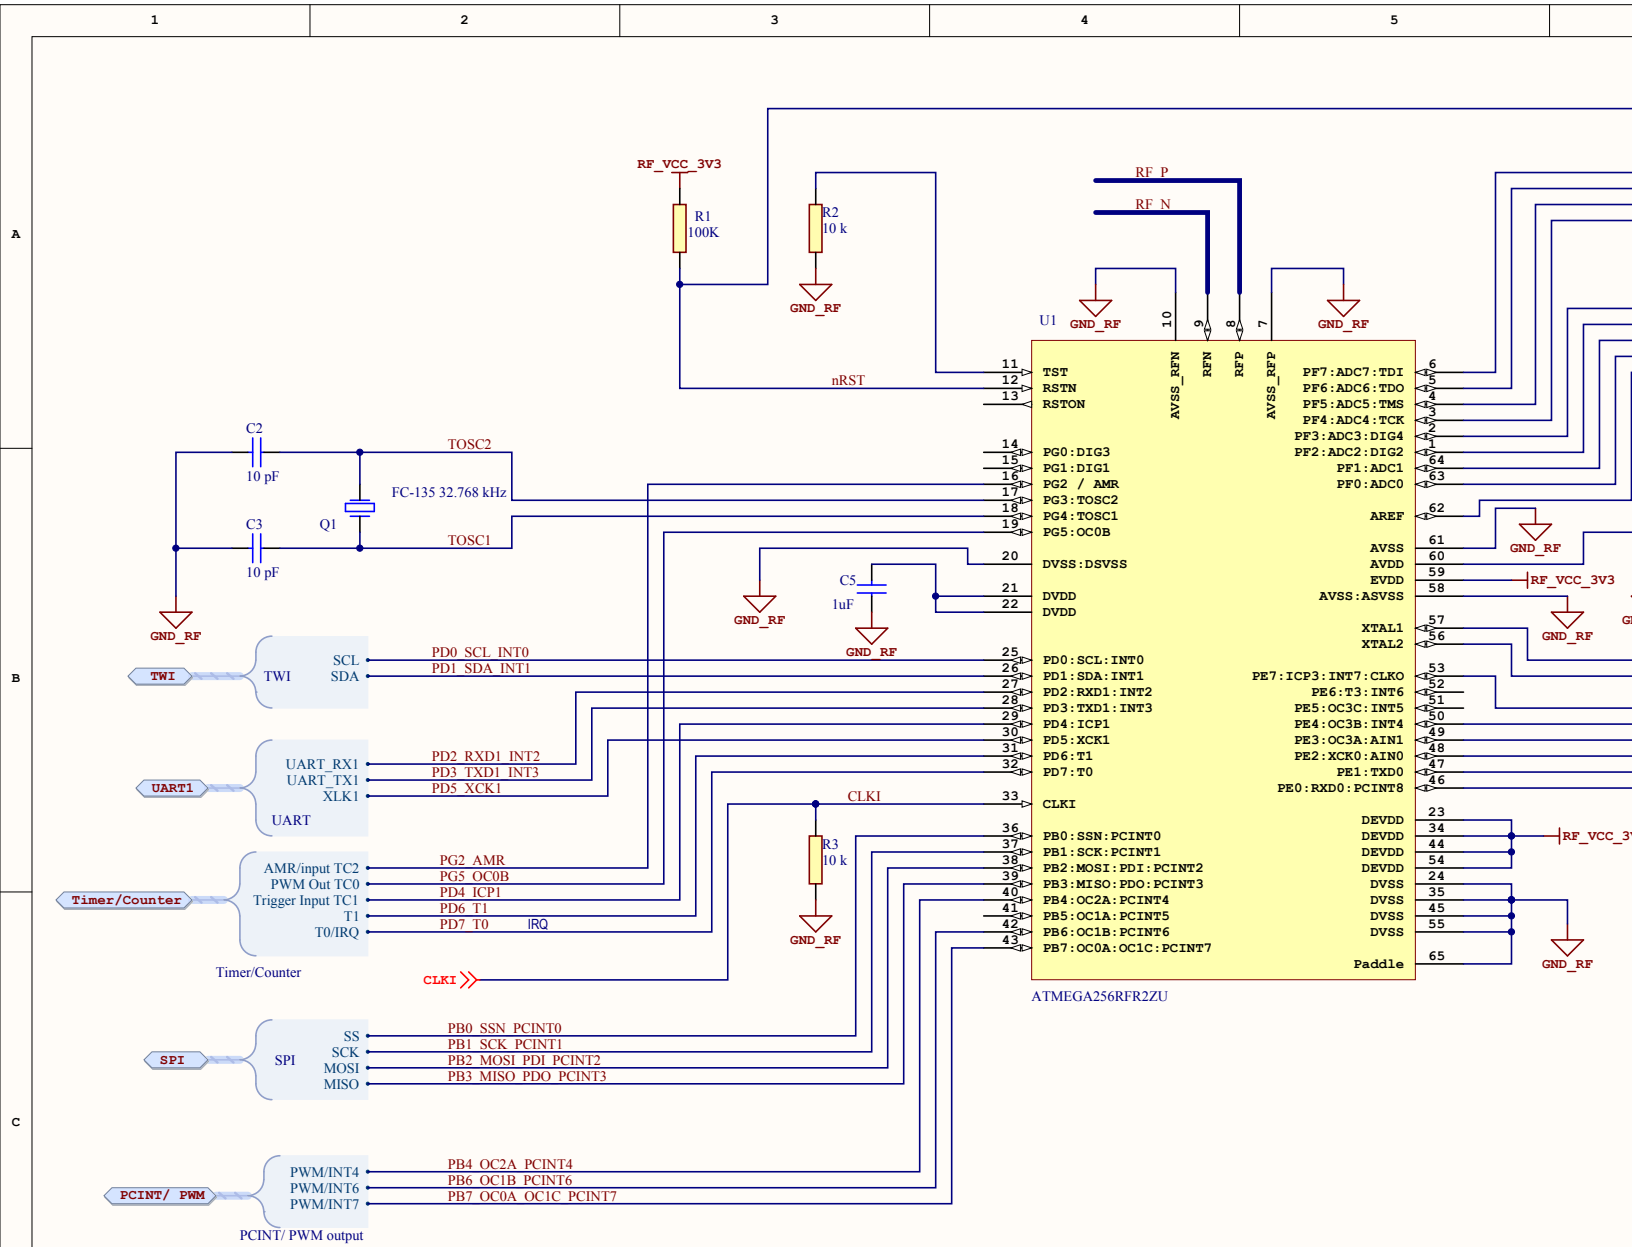 1 2 3 4 5
A
B
C
RF_VCC_3V3
R1
100K
R2
10 k
GND_RF
RF_P
RF_N
GND_RF
GND_RF
U1
10 9 8 7
AVSS_RFN RFN RFP AVSS_RFP
nRST
11 TST
12 RSTN
13 RSTON
14 PG0:DIG3
15 PG1:DIG1
16 PG2 / AMR
17 PG3:TOSC2
18 PG4:TOSC1
19 PG5:OC0B
20 DVSS:DSVSS
21 DVDD
22 DVDD
25 PD0:SCL:INT0
26 PD1:SDA:INT1
27 PD2:RXD1:INT2
28 PD3:TXD1:INT3
29 PD4:ICP1
30 PD5:XCK1
31 PD6:T1
32 PD7:T0
33 CLKI
36 PB0:SSN:PCINT0
37 PB1:SCK:PCINT1
38 PB2:MOSI:PDI:PCINT2
39 PB3:MISO:PDO:PCINT3
40 PB4:OC2A:PCINT4
41 PB5:OC1A:PCINT5
42 PB6:OC1B:PCINT6
43 PB7:OC0A:OC1C:PCINT7
PF7:ADC7:TDI 6
PF6:ADC6:TDO 5
PF5:ADC5:TMS 4
PF4:ADC4:TCK 3
PF3:ADC3:DIG4 2
PF2:ADC2:DIG2 1
PF1:ADC1 64
PF0:ADC0 63
AREF 62
AVSS 61
AVDD 60
EVDD 59
AVSS:ASVSS 58
XTAL1 57
XTAL2 56
PE7:ICP3:INT7:CLKO 53
PE6:T3:INT6 52
PE5:OC3C:INT5 51
PE4:OC3B:INT4 50
PE3:OC3A:AIN1 49
PE2:XCK0:AIN0 48
PE1:TXD0 47
PE0:RXD0:PCINT8 46
DEVDD 23
DEVDD 34
DEVDD 44
DEVDD 54
DVSS 24
DVSS 35
DVSS 45
DVSS 55
Paddle 65
ATMEGA256RFR2ZU
GND_RF
RF_VCC_3V3
GND_RF
RF_VCC_3V
GND_RF
C2
10 pF
TOSC2
FC-135 32.768 kHz
Q1
C3
10 pF
TOSC1
GND_RF
GND_RF
C5
1uF
GND_RF
TWI
TWI
SCL PD0_SCL_INT0
SDA PD1_SDA_INT1
UART1
UART_RX1 PD2_RXD1_INT2
UART_TX1 PD3_TXD1_INT3
XLK1 PD5_XCK1
UART
CLKI
R3
10 k
GND_RF
Timer/Counter
AMR/input TC2 PG2_AMR
PWM Out TC0 PG5_OC0B
Trigger Input TC1 PD4_ICP1
T1 PD6_T1
T0/IRQ PD7_T0 IRQ
Timer/Counter
CLKI
SPI
SPI
SS PB0_SSN_PCINT0
SCK PB1_SCK_PCINT1
MOSI PB2_MOSI_PDI_PCINT2
MISO PB3_MISO_PDO_PCINT3
PCINT/ PWM
PWM/INT4 PB4_OC2A_PCINT4
PWM/INT6 PB6_OC1B_PCINT6
PWM/INT7 PB7_OC0A_OC1C_PCINT7
PCINT/ PWM output